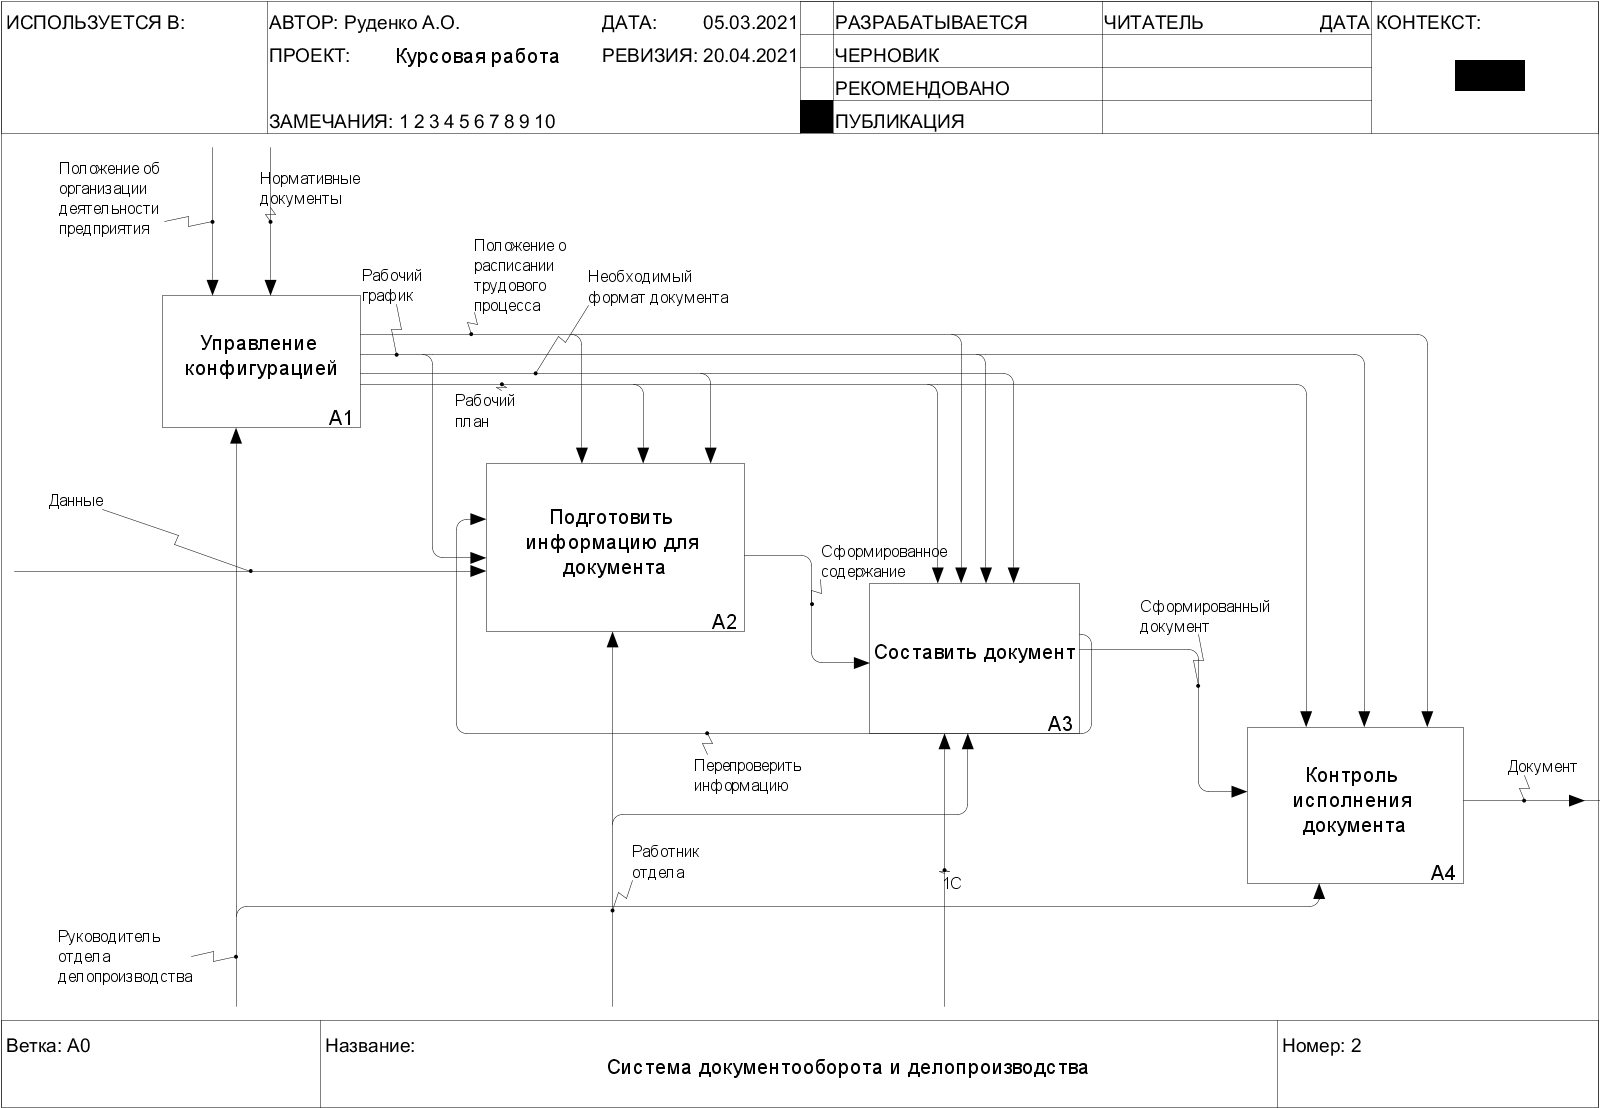 ИСПОЛЬЗУЕТСЯ В:
АВТОР: Руденко А.О.
ДАТА: 05.03.2021
ПРОЕКТ: Курсовая работа
РЕВИЗИЯ: 20.04.2021
ЗАМЕЧАНИЯ: 1 2 3 4 5 6 7 8 9 10
РАЗРАБАТЫВАЕТСЯ
ЧЕРНОВИК
РЕКОМЕНДОВАНО
ПУБЛИКАЦИЯ
ЧИТАТЕЛЬ
ДАТА
КОНТЕКСТ:
Положение об
организации
деятельности
предприятия
Нормативные
документы
Рабочий
график
Положение о
расписании
трудового
процесса
Необходимый
формат документа
Управление
конфигурацией
A1
Рабочий
план
Данные
Подготовить
информацию для
документа
A2
Сформированное
содержание
Составить документ
A3
Сформированный
документ
Перепроверить
информацию
Контроль
исполнения
документа
A4
Документ
Работник
отдела
1С
Руководитель
отдела
делопроизводства
Ветка: A0
Название:
Система документооборота и делопроизводства
Номер: 2